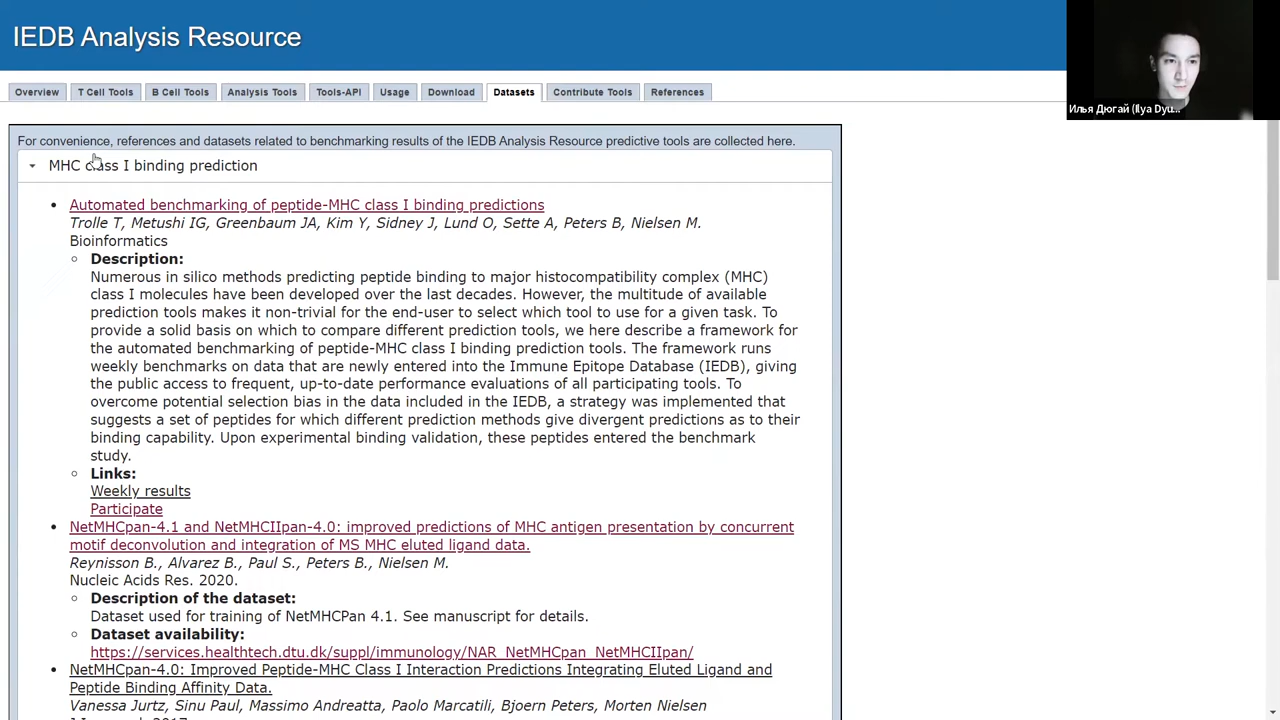 IEDB Analysis Resource
Илья Дюгай (Ilya Dyu...
Overview
T Cell Tools
B Cell Tools
Analysis Tools
Tools-API
Usage
Download
Datasets
Contribute Tools
References
For convenience, references and datasets related to benchmarking results of the IEDB Analysis Resource predictive tools are collected here.
MHC class I binding prediction
Automated benchmarking of peptide-MHC class I binding predictions
Trolle T, Metushi IG, Greenbaum JA, Kim Y, Sidney J, Lund O, Sette A, Peters B, Nielsen M.
Bioinformatics
Description:
Numerous in silico methods predicting peptide binding to major histocompatibility complex (MHC)
class I molecules have been developed over the last decades. However, the multitude of available
prediction tools makes it non-trivial for the end-user to select which tool to use for a given task. To
provide a solid basis on which to compare different prediction tools, we here describe a framework for
the automated benchmarking of peptide-MHC class I binding prediction tools. The framework runs
weekly benchmarks on data that are newly entered into the Immune Epitope Database (IEDB), giving
the public access to frequent, up-to-date performance evaluations of all participating tools. To
overcome potential selection bias in the data included in the IEDB, a strategy was implemented that
suggests a set of peptides for which different prediction methods give divergent predictions as to their
binding capability. Upon experimental binding validation, these peptides entered the benchmark
study.
Links:
Weekly results
Participate
NetMHCpan-4.1 and NetMHCIIpan-4.0: improved predictions of MHC antigen presentation by concurrent
motif deconvolution and integration of MS MHC eluted ligand data.
Reynisson B., Alvarez B., Paul S., Peters B., Nielsen M.
Nucleic Acids Res. 2020.
Description of the dataset:
Dataset used for training of NetMHCPan 4.1. See manuscript for details.
Dataset availability:
https://services.healthtech.dtu.dk/suppl/immunology/NAR_NetMHCpan_NetMHCIIpan/
NetMHCpan-4.0: Improved Peptide-MHC Class I Interaction Predictions Integrating Eluted Ligand and
Peptide Binding Affinity Data.
Vanessa Jurtz, Sinu Paul, Massimo Andreatta, Paolo Marcatili, Bjoern Peters, Morten Nielsen